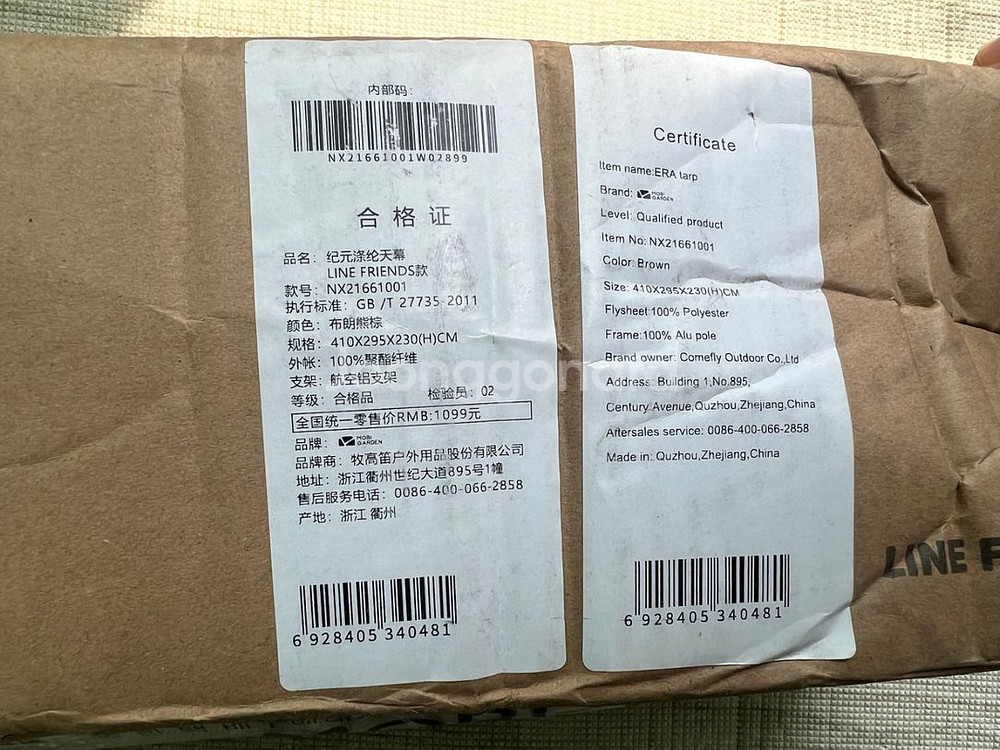 内部码:
NX21661001W02899
合格证
品名: 纪元涤纶天幕
LINE FRIENDS款
款号: NX21661001
执行标准: GB /T 27735-2011
颜色: 布朗熊棕
规格: 410X295X230(H)CM
外帐: 100%聚酯纤维
支架: 航空铝支架
等级: 合格品 检验员: 02
全国统一零售价RMB:1099元
品牌: MOBI GARDEN
品牌商: 牧高笛户外用品股份有限公司
地址: 浙江衢州世纪大道895号1幢
售后服务电话: 0086-400-066-2858
产地: 浙江 衢州
6 928405 340481
Certificate
Item name:ERA tarp
Brand: MOBI GARDEN
Level: Qualified product
Item No: NX21661001
Color: Brown
Size: 410X295X230(H)CM
Flysheet:100% Polyester
Frame:100% Alu pole
Brand owner: Comefly Outdoor Co.,Ltd
Address: Building 1,No.895,
Century Avenue,Quzhou,Zhejiang,China
Aftersales service: 0086-400-066-2858
Made in: Quzhou,Zhejiang,China
6 928405 340481
LINE F